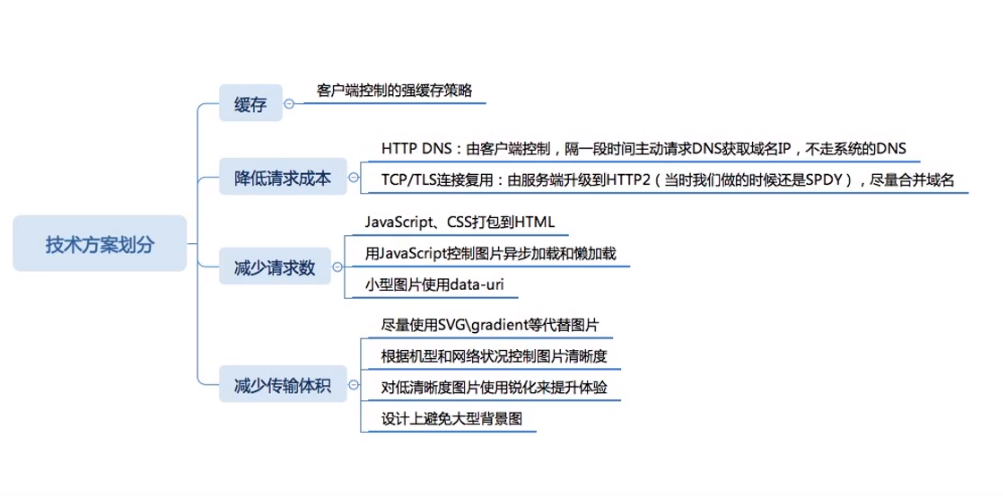 技术方案划分
缓存
客户端控制的强缓存策略
降低请求成本
HTTP DNS：由客户端控制，隔一段时间主动请求DNS获取域名IP，不走系统的DNS
TCP/TLS连接复用：由服务端升级到HTTP2（当时我们做的时候还是SPDY），尽量合并域名
减少请求数
JavaScript、CSS打包到HTML
用JavaScript控制图片异步加载和懒加载
小型图片使用data-uri
减少传输体积
尽量使用SVG\gradient等代替图片
根据机型和网络状况控制图片清晰度
对低清晰度图片使用锐化来提升体验
设计上避免大型背景图